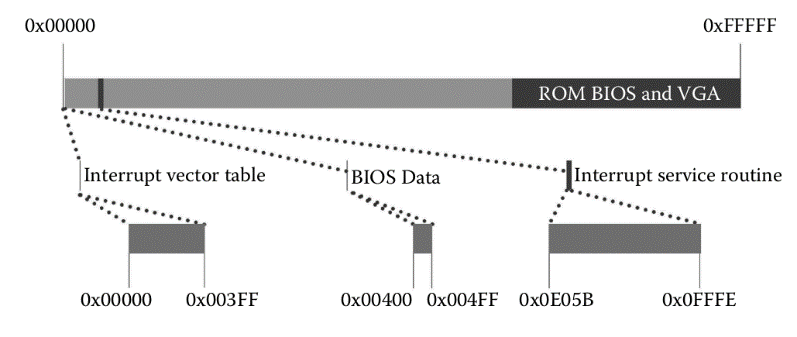 0x00000
0xFFFFF
ROM BIOS and VGA
Interrupt vector table
BIOS Data
Interrupt service routine
0x00000
0x003FF
0x00400
0x004FF
0x0E05B
0x0FFFE